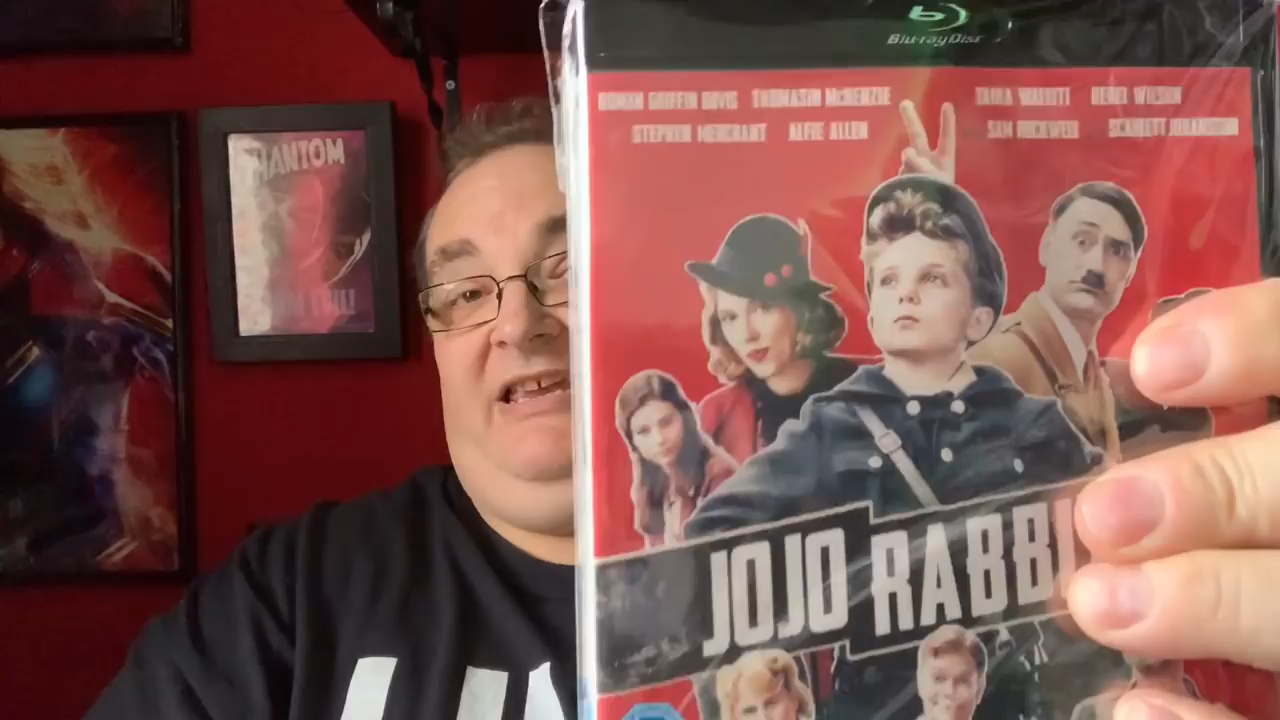 Blu-ray Disc
ROMAN GRIFFIN DAVIS THOMASIN MCKENZIE TAIKA WAITITI REBEL WILSON
STEPHEN MERCHANT ALFIE ALLEN SAM ROCKWELL SCARLETT JOHANSSON
PHANTOM
JOJO RABBI